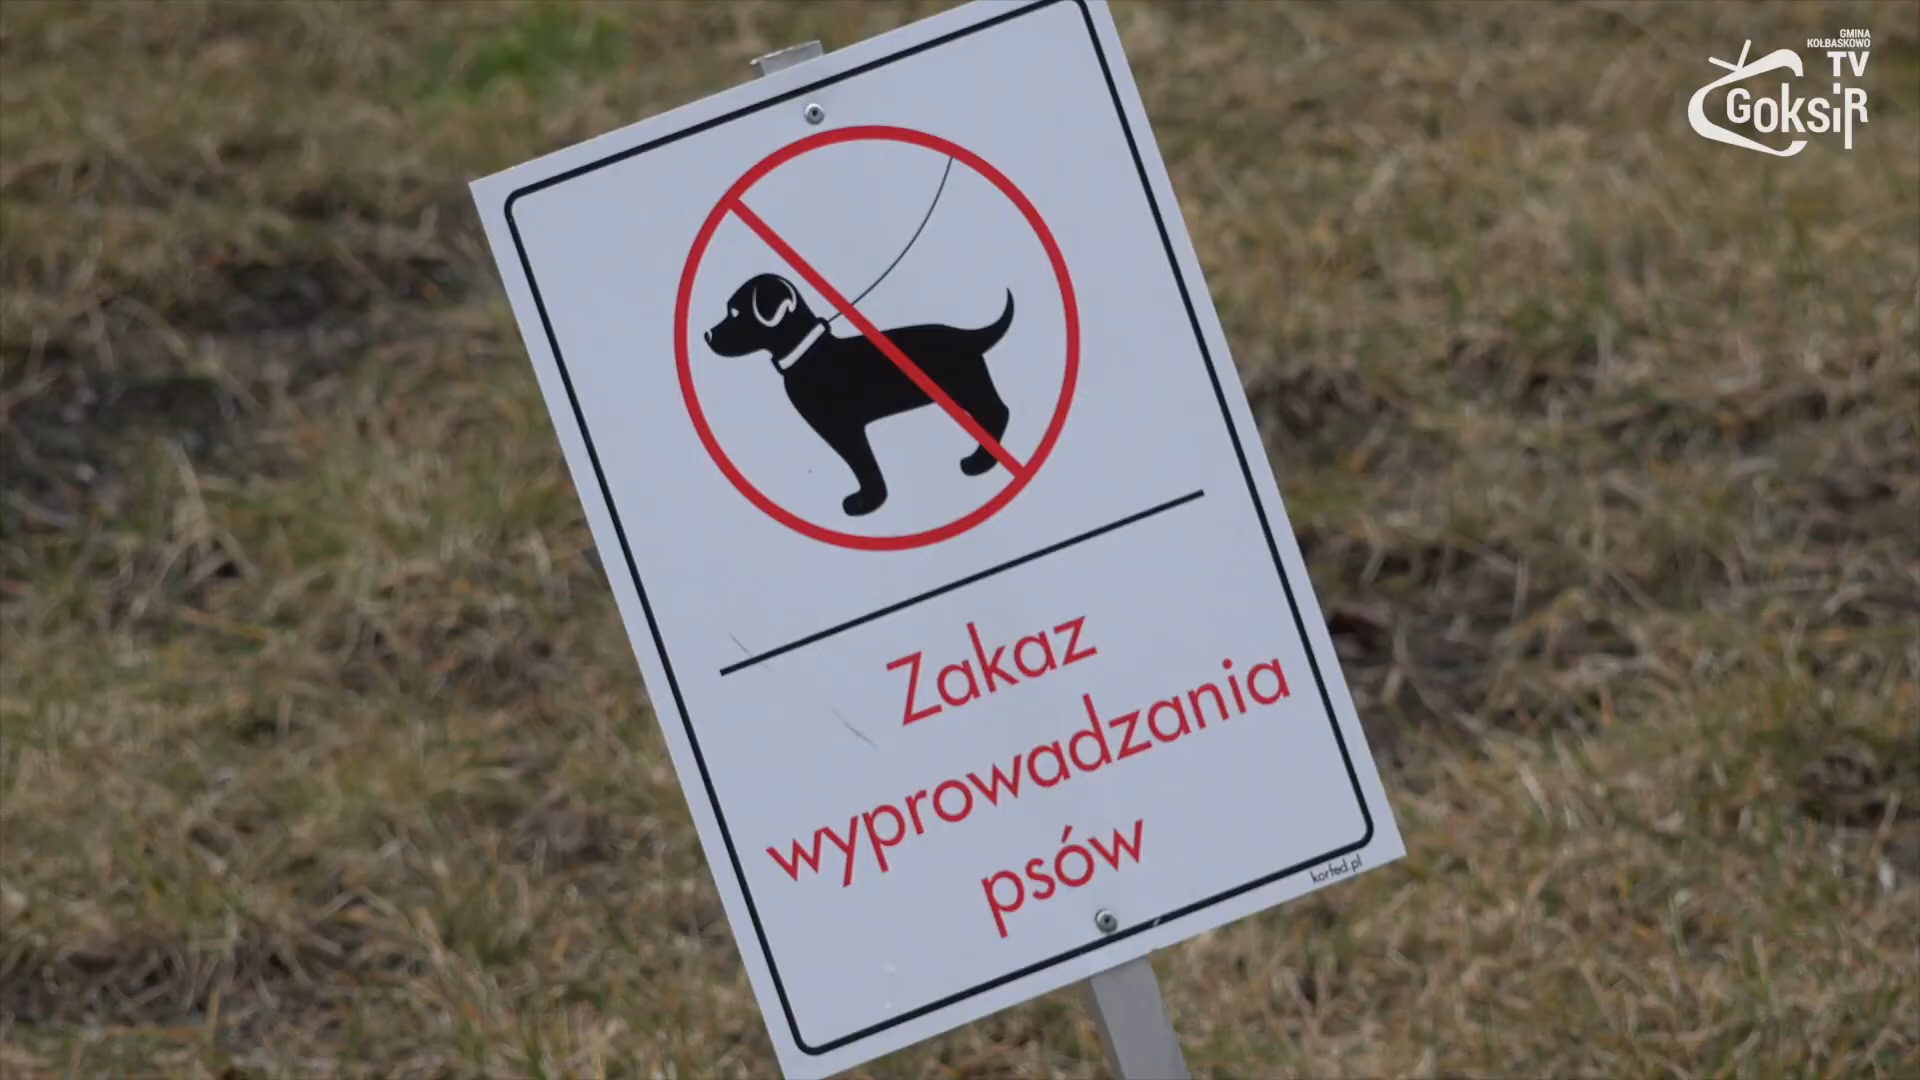 GMINA
KOŁBASKOWO
TV
GOKSiR
Zakaz
wyprowadzania
psów
korfed.pl